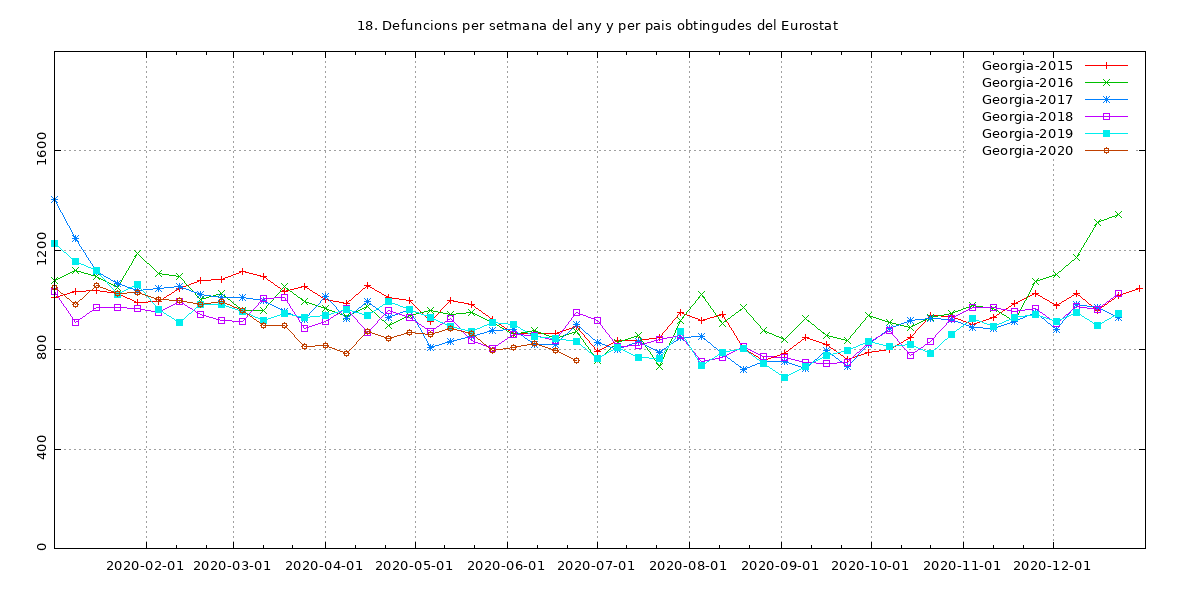 18. Defuncions per setmana del any y per pais obtingudes del Eurostat
Georgia-2015
Georgia-2016
Georgia-2017
Georgia-2018
Georgia-2019
Georgia-2020
1600
1200
800
400
0
2020-02-01 2020-03-01 2020-04-01 2020-05-01 2020-06-01 2020-07-01 2020-08-01 2020-09-01 2020-10-01 2020-11-01 2020-12-01